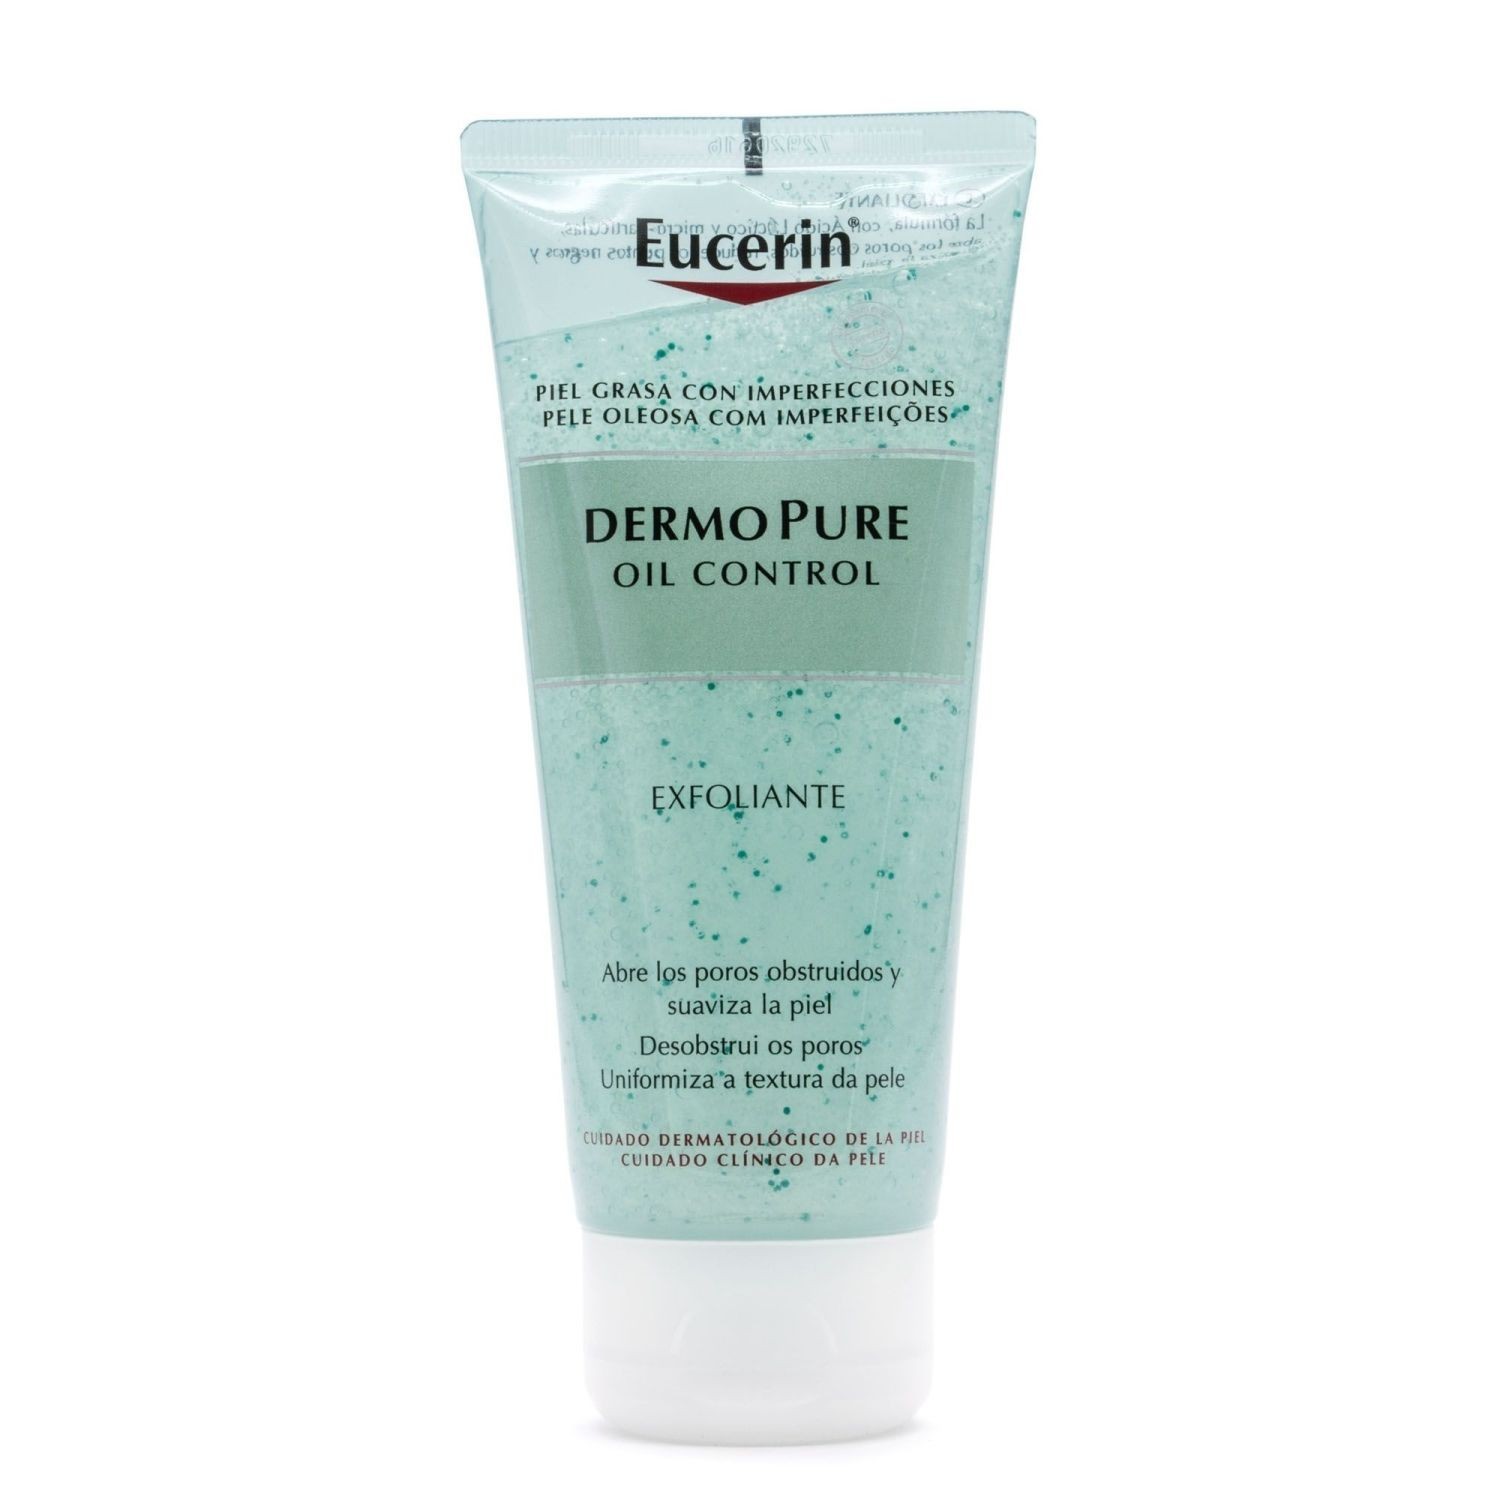 Eucerin®
PIEL GRASA CON IMPERFECCIONES
PELE OLEOSA COM IMPERFEIÇÕES
DERMOPURE
OIL CONTROL
EXFOLIANTE
Abre los poros obstruidos y
suaviza la piel
Desobstrui os poros
Uniformiza a textura da pele
CUIDADO DERMATOLÓGICO DE LA PIEL
CUIDADO CLÍNICO DA PELE